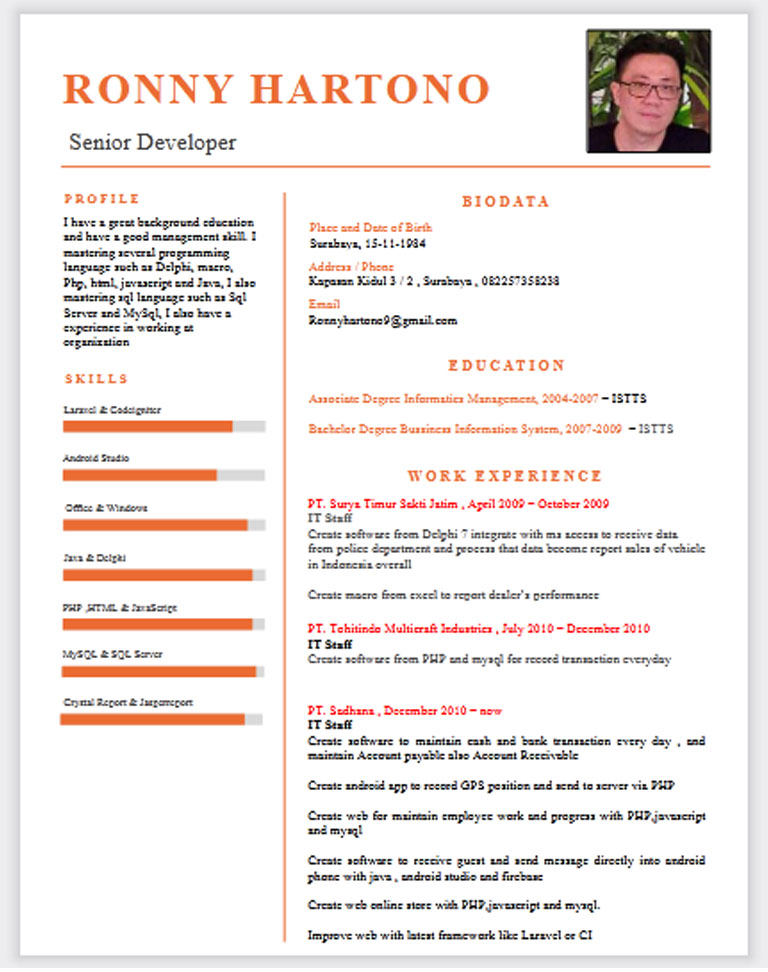 RONNY HARTONO
Senior Developer
PROFILE
I have a great background education
and have a good management skill. I
mastering several programming
language such as Delphi, macro,
Php, html, javascript and Java, I also
mastering sql language such as Sql
Server and MySql, I also have a
experience in working at
organization
SKILLS
Laravel & Codeigniter
Android Studio
Office & Windows
Java & Delphi
PHP ,HTML & JavaScript
MySQL & SQL Server
Crystal Report & Jasperreport
BIODATA
Place and Date of Birth
Surabaya, 15-11-1984
Address / Phone
Kapasan Kidul 3 / 2 , Surabaya , 082257358238
Email
Ronnyhartono9@gmail.com
EDUCATION
Associate Degree Informatics Management, 2004-2007 – ISTTS
Bachelor Degree Bussiness Information System, 2007-2009 – ISTTS
WORK EXPERIENCE
PT. Surya Timur Sakti Jatim , April 2009 – October 2009
IT Staff
Create software from Delphi 7 integrate with ms access to receive data
from police department and process that data become report sales of vehicle
in Indonesia overall
Create macro from excel to report dealer's performance
PT. Tohitindo Multicraft Industries , July 2010 – December 2010
IT Staff
Create software from PHP and mysql for record transaction everyday
PT. Sadhana , December 2010 – now
IT Staff
Create software to maintain cash and bank transaction every day , and
maintain Account payable also Account Receivable
Create android app to record GPS position and send to server via PHP
Create web for maintain employee work and progress with PHP,javascript
and mysql
Create software to receive guest and send message directly into android
phone with java , android studio and firebase
Create web online store with PHP,javascript and mysql.
Improve web with latest framework like Laravel or CI